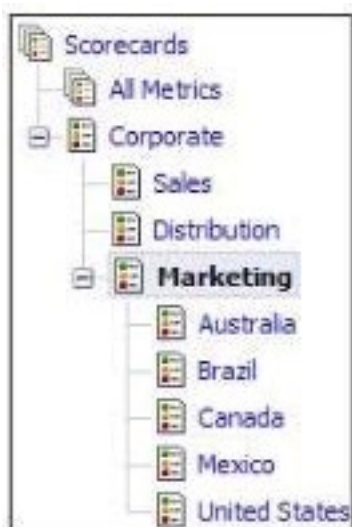 Scorecards
All Metrics
Corporate
Sales
Distribution
Marketing
Australia
Brazil
Canada
Mexico
United States